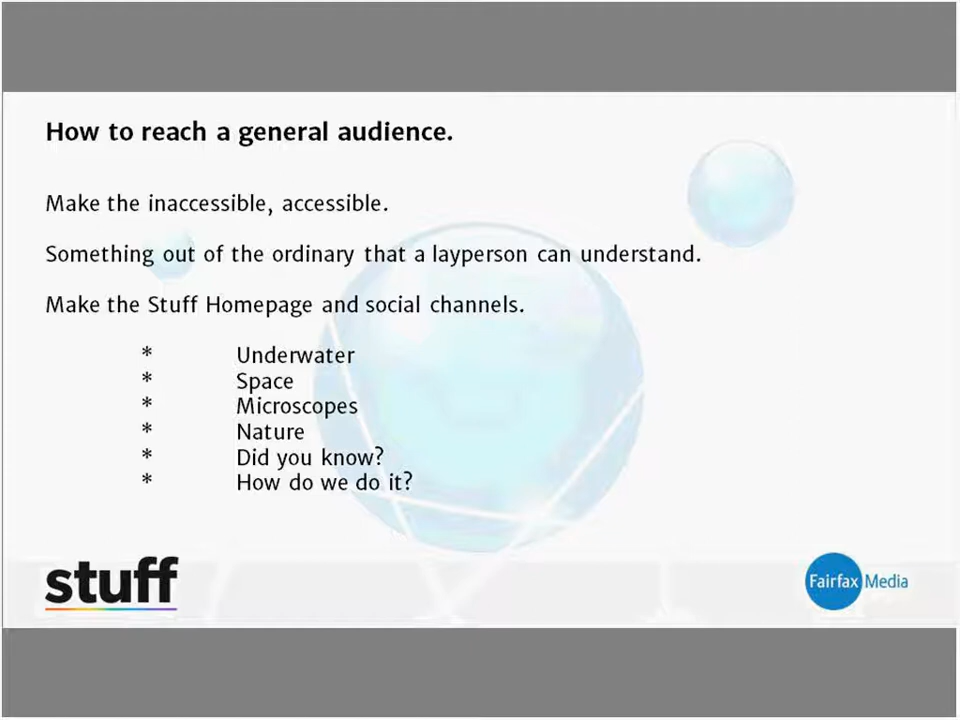 How to reach a general audience.
Make the inaccessible, accessible.
Something out of the ordinary that a layperson can understand.
Make the Stuff Homepage and social channels.
* Underwater
* Space
* Microscopes
* Nature
* Did you know?
* How do we do it?
stuff
Fairfax Media